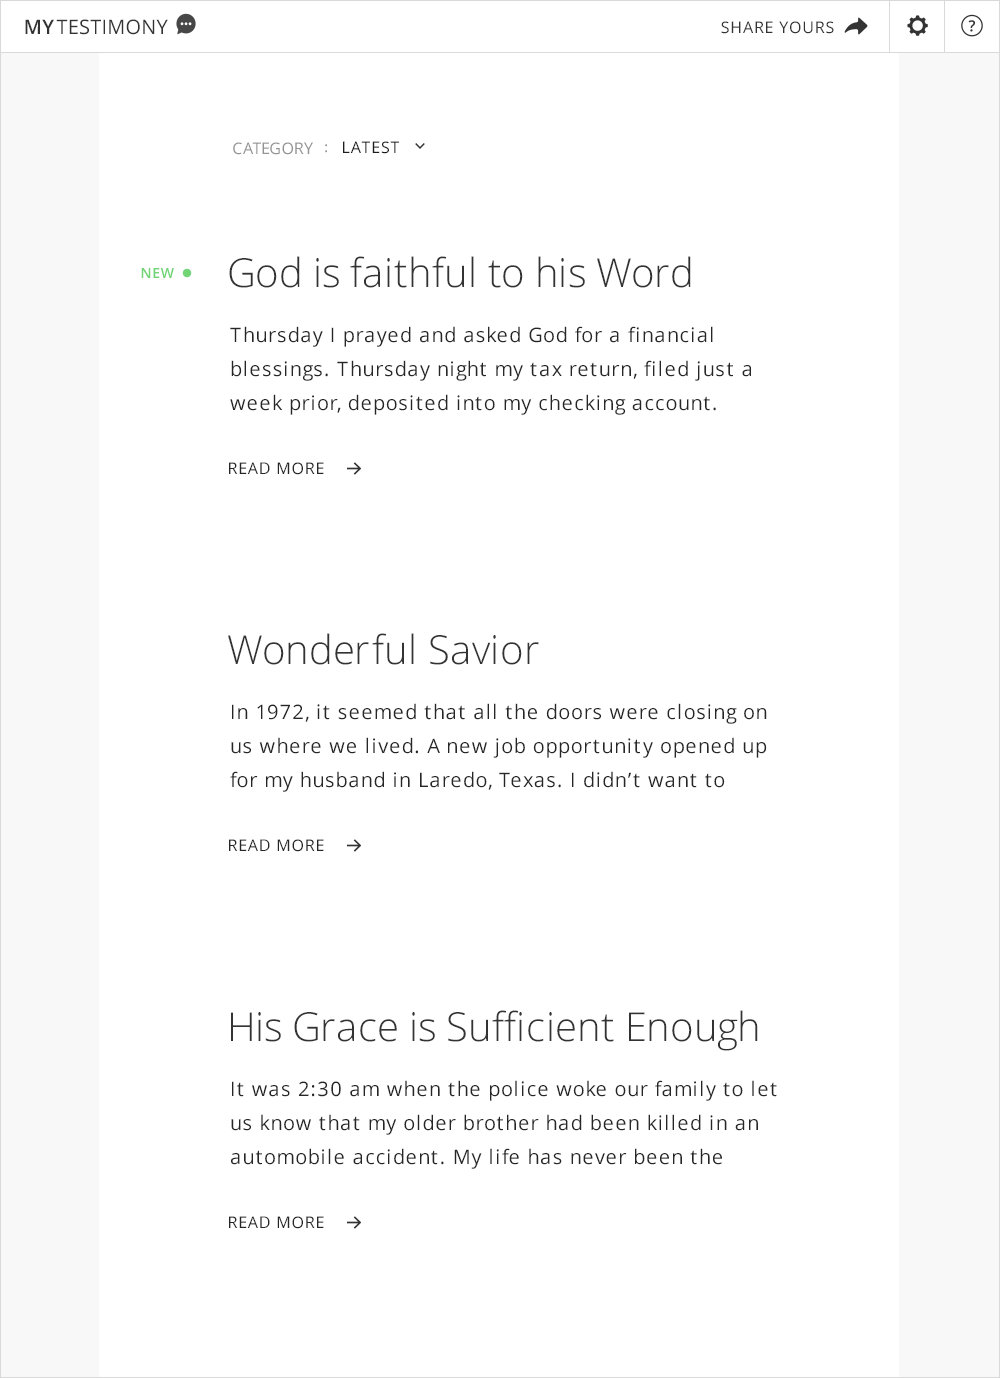 MY TESTIMONY
SHARE YOURS
?
CATEGORY : LATEST
NEW
God is faithful to his Word
Thursday I prayed and asked God for a financial
blessings. Thursday night my tax return, filed just a
week prior, deposited into my checking account.
READ MORE
Wonderful Savior
In 1972, it seemed that all the doors were closing on
us where we lived. A new job opportunity opened up
for my husband in Laredo, Texas. I didn’t want to
READ MORE
His Grace is Sufficient Enough
It was 2:30 am when the police woke our family to let
us know that my older brother had been killed in an
automobile accident. My life has never been the
READ MORE